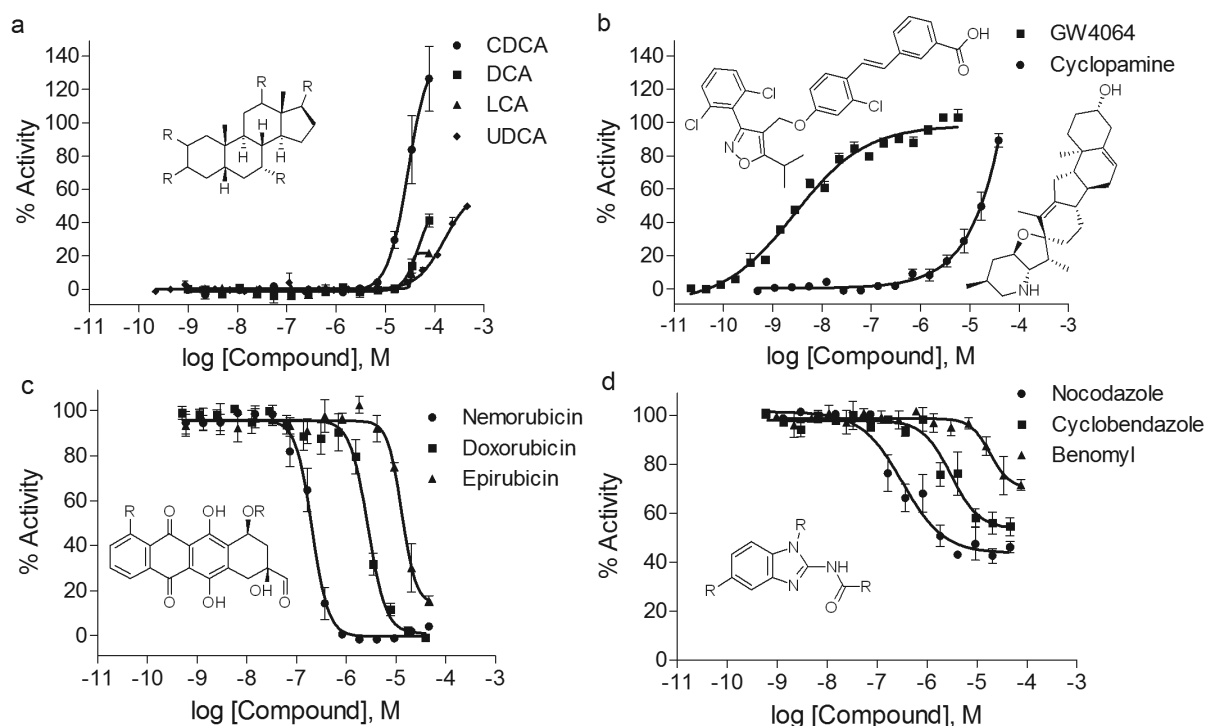 a
CDCA
DCA
LCA
UDCA
140
120
100
80
60
40
20
0
% Activity
-11 -10 -9 -8 -7 -6 -5 -4 -3
log [Compound], M
R
R
R
R
H
H
H
H
b
GW4064
Cyclopamine
140
120
100
80
60
40
20
0
% Activity
-11 -10 -9 -8 -7 -6 -5 -4 -3
log [Compound], M
OH
O
Cl
Cl
Cl
O
N
O
OH
H
H
H
O
H
H
NH
c
Nemorubicin
Doxorubicin
Epirubicin
100
80
60
40
20
0
% Activity
-11 -10 -9 -8 -7 -6 -5 -4 -3
log [Compound], M
R O OH OR
O OH OH O
d
Nocodazole
Cyclobendazole
Benomyl
100
80
60
40
20
0
% Activity
-11 -10 -9 -8 -7 -6 -5 -4 -3
log [Compound], M
R
N
NH
N
R
R
O